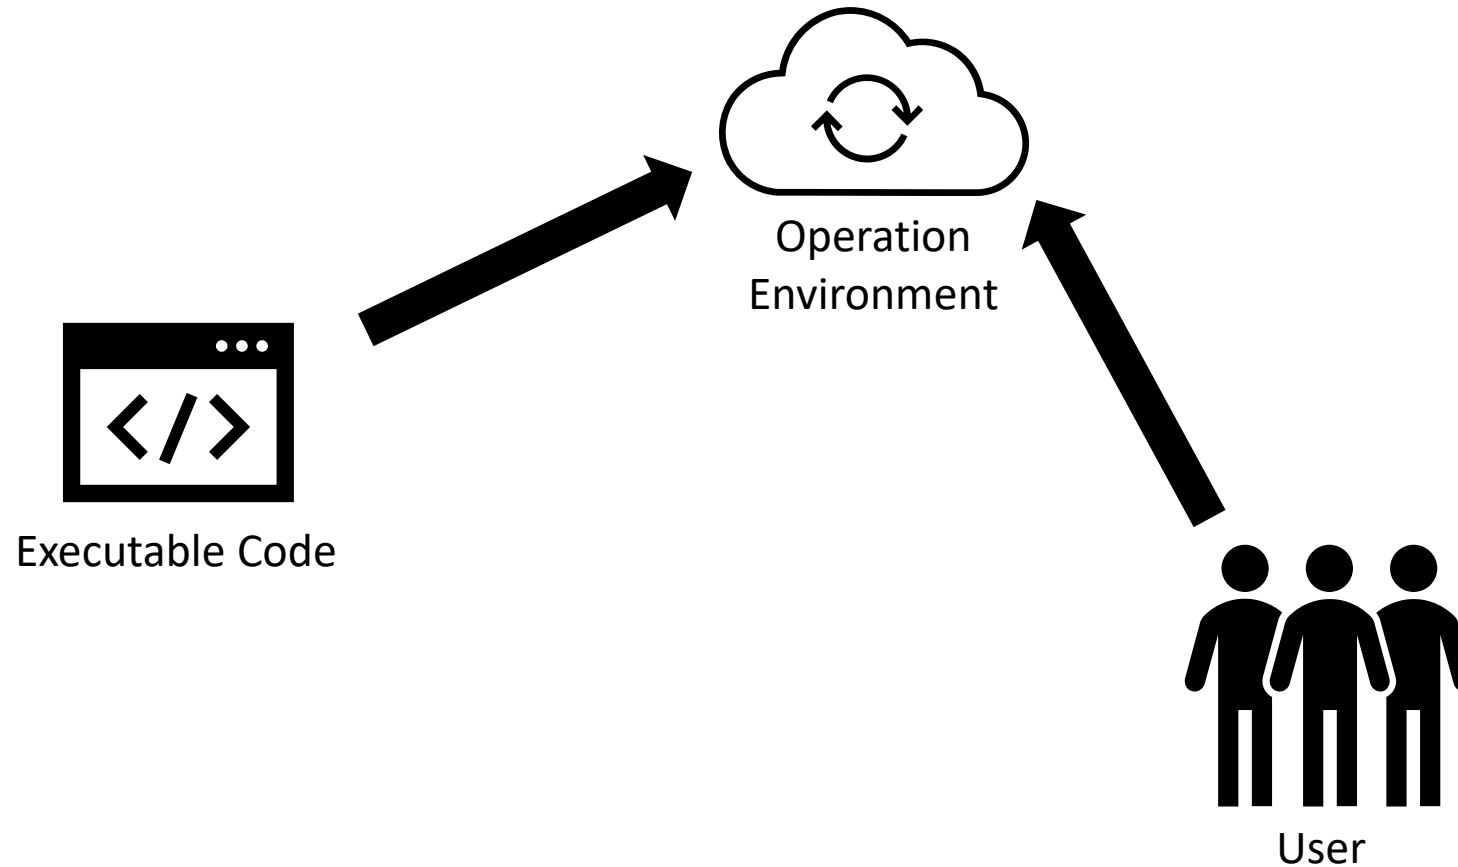 Operation
Environment
</>
Executable Code
User